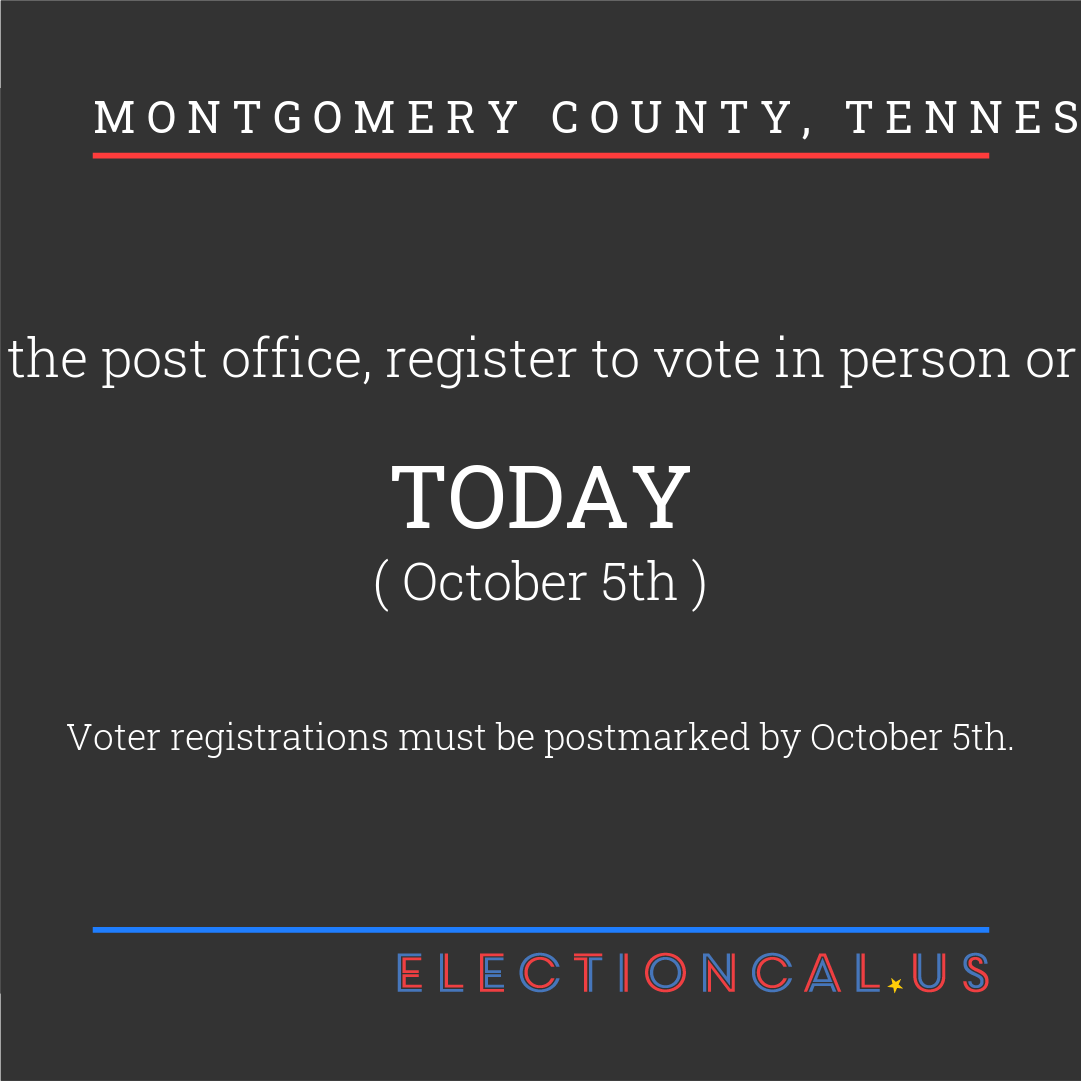 MONTGOMERY COUNTY, TENNES
the post office, register to vote in person or
TODAY
( October 5th )
Voter registrations must be postmarked by October 5th.
ELECTIONCAL.US